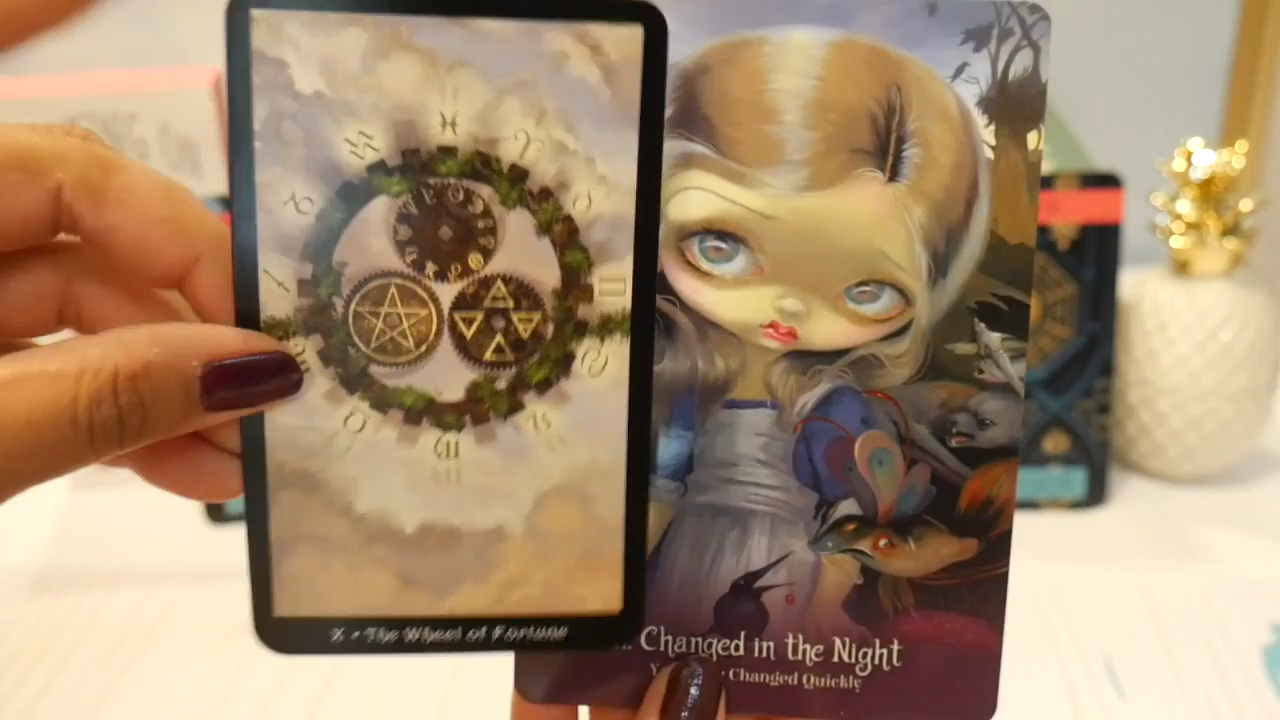 X • The Wheel of Fortune
Changed in the Night
Changed Quickly